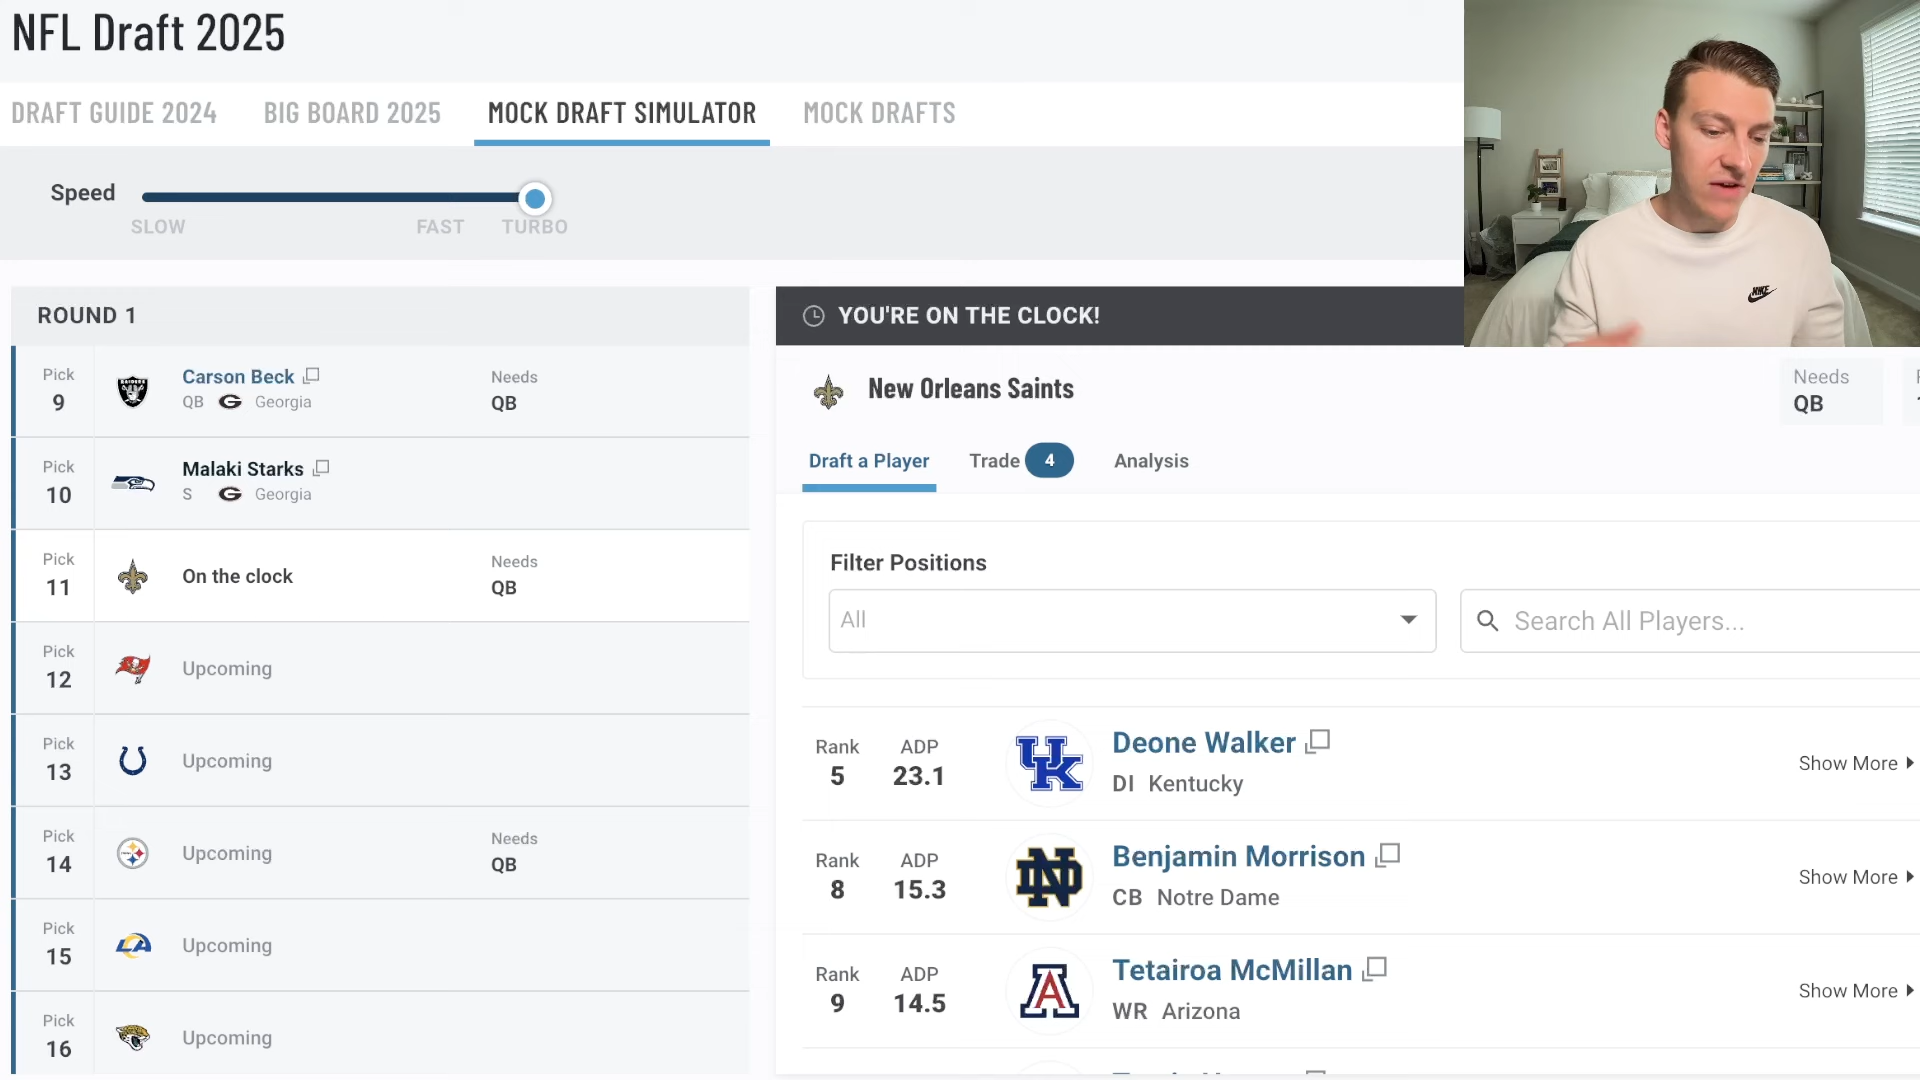 NFL Draft 2025
DRAFT GUIDE 2024 BIG BOARD 2025 MOCK DRAFT SIMULATOR MOCK DRAFTS
Speed
SLOW FAST TURBO
ROUND 1
Pick 9 Carson Beck Needs
QB Georgia QB
Pick 10 Malaki Starks
S Georgia
Pick 11 On the clock Needs
QB
Pick 12 Upcoming
Pick 13 Upcoming
Pick 14 Upcoming Needs
QB
Pick 15 Upcoming
Pick 16 Upcoming
YOU'RE ON THE CLOCK!
New Orleans Saints
Needs
QB
Draft a Player Trade 4 Analysis
Filter Positions
All
Search All Players...
Rank ADP Deone Walker
5 23.1 DI Kentucky
Show More
Rank ADP Benjamin Morrison
8 15.3 CB Notre Dame
Show More
Rank ADP Tetairoa McMillan
9 14.5 WR Arizona
Show More
NIKE